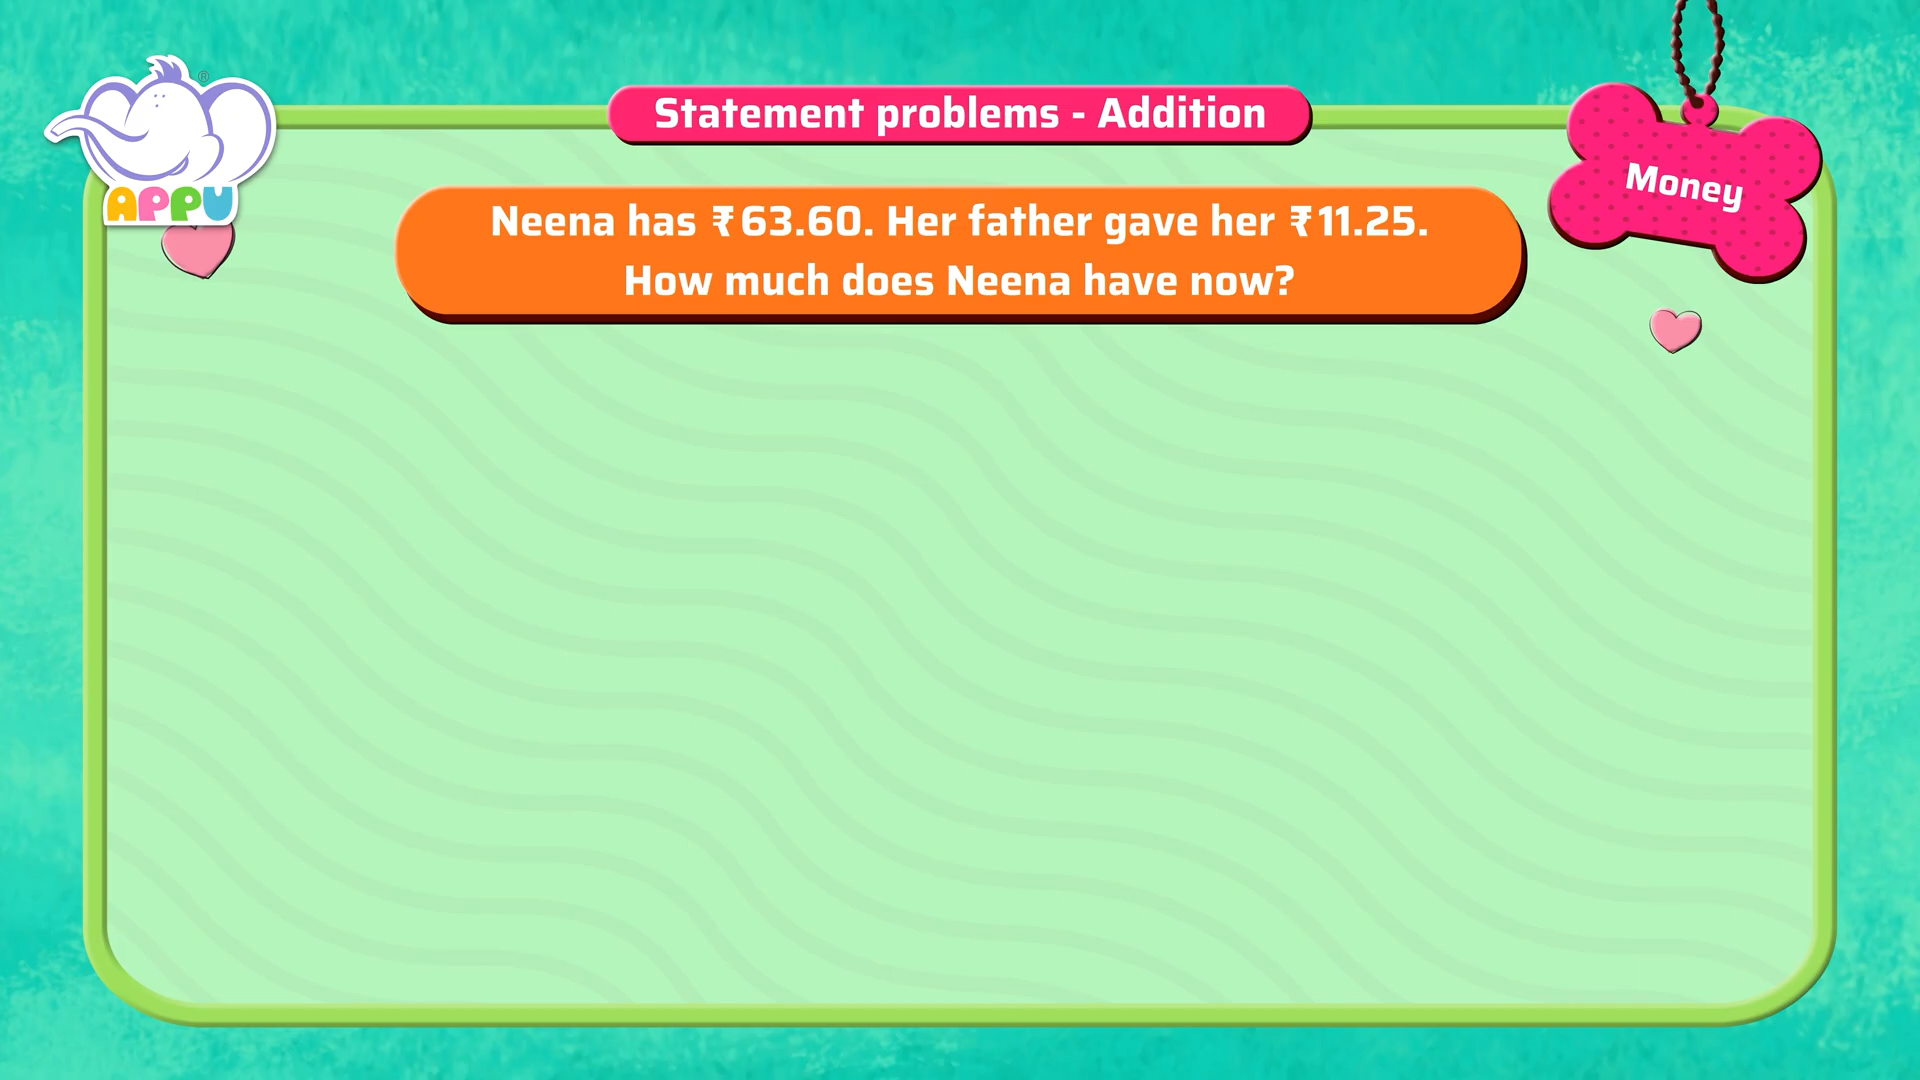 Statement problems - Addition
APPU
®
Money
Neena has ₹63.60. Her father gave her ₹11.25.
How much does Neena have now?